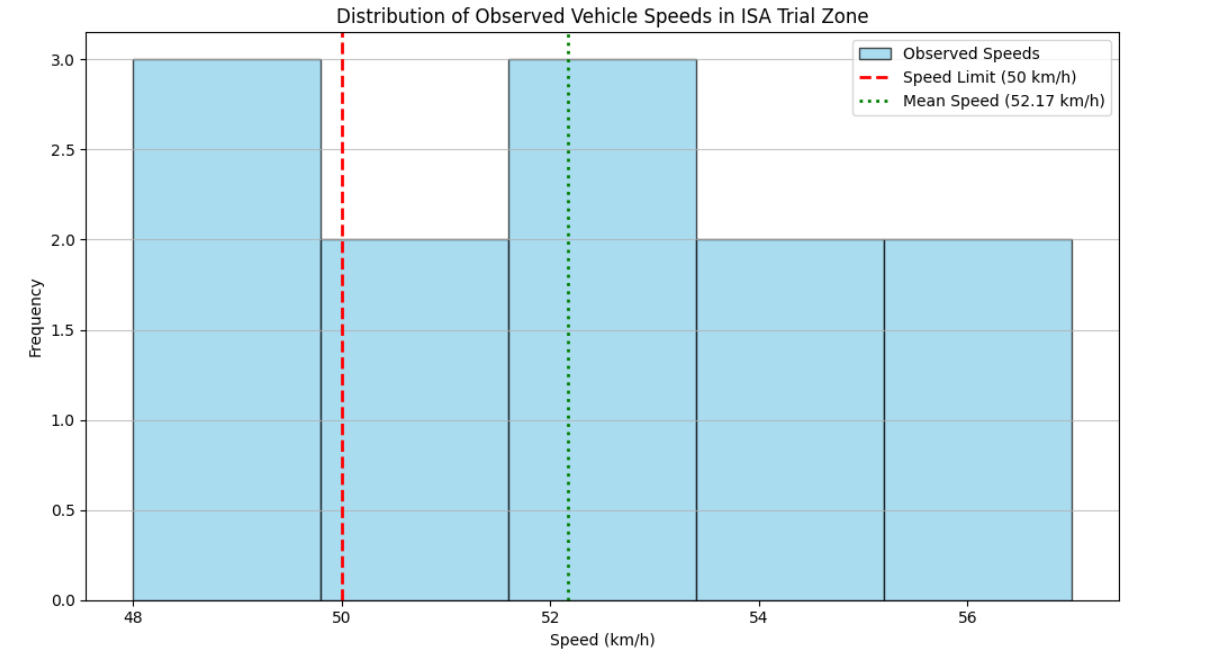 Distribution of Observed Vehicle Speeds in ISA Trial Zone
Observed Speeds
Speed Limit (50 km/h)
Mean Speed (52.17 km/h)
3.0
2.5
2.0
1.5
1.0
0.5
0.0
Frequency
48 50 52 54 56
Speed (km/h)